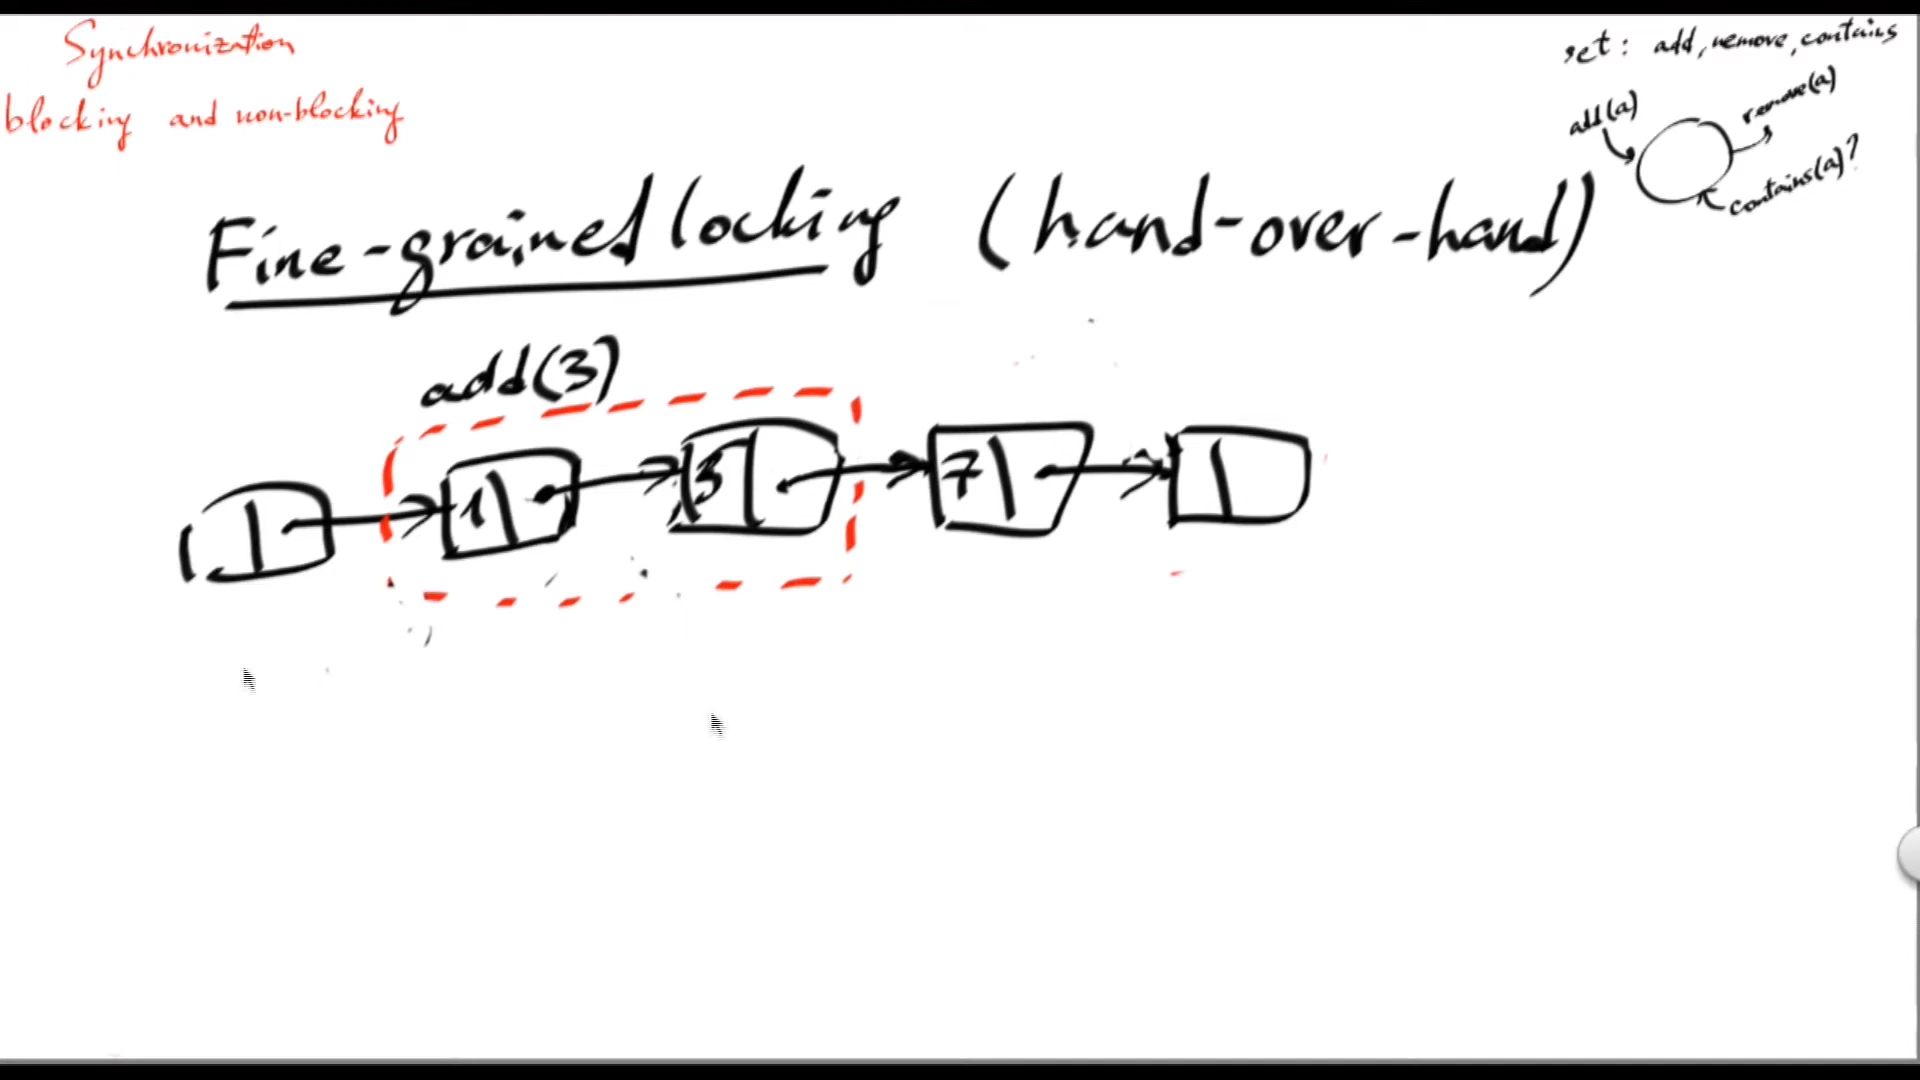 Synchronization
blocking and non-blocking
set: add, remove, contains
add(a)
remove(a)
contains(a)?
Fine-grained locking (hand-over-hand)
add(3)
1 3 7